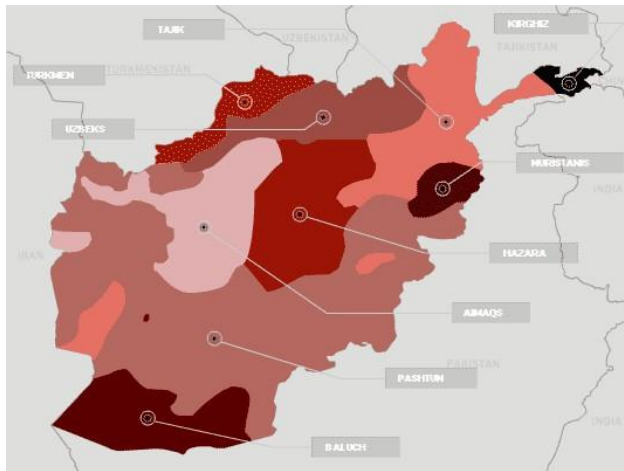 TAJIK
KIRGHIZ
UZBEKISTAN
TAJIKISTAN
TURKMEN
TURKMENISTAN
UZBEKS
NURISTANIS
INDIA
HAZARA
IRAN
AIMAQS
PAKISTAN
PASHTUN
INDIA
BALUCH